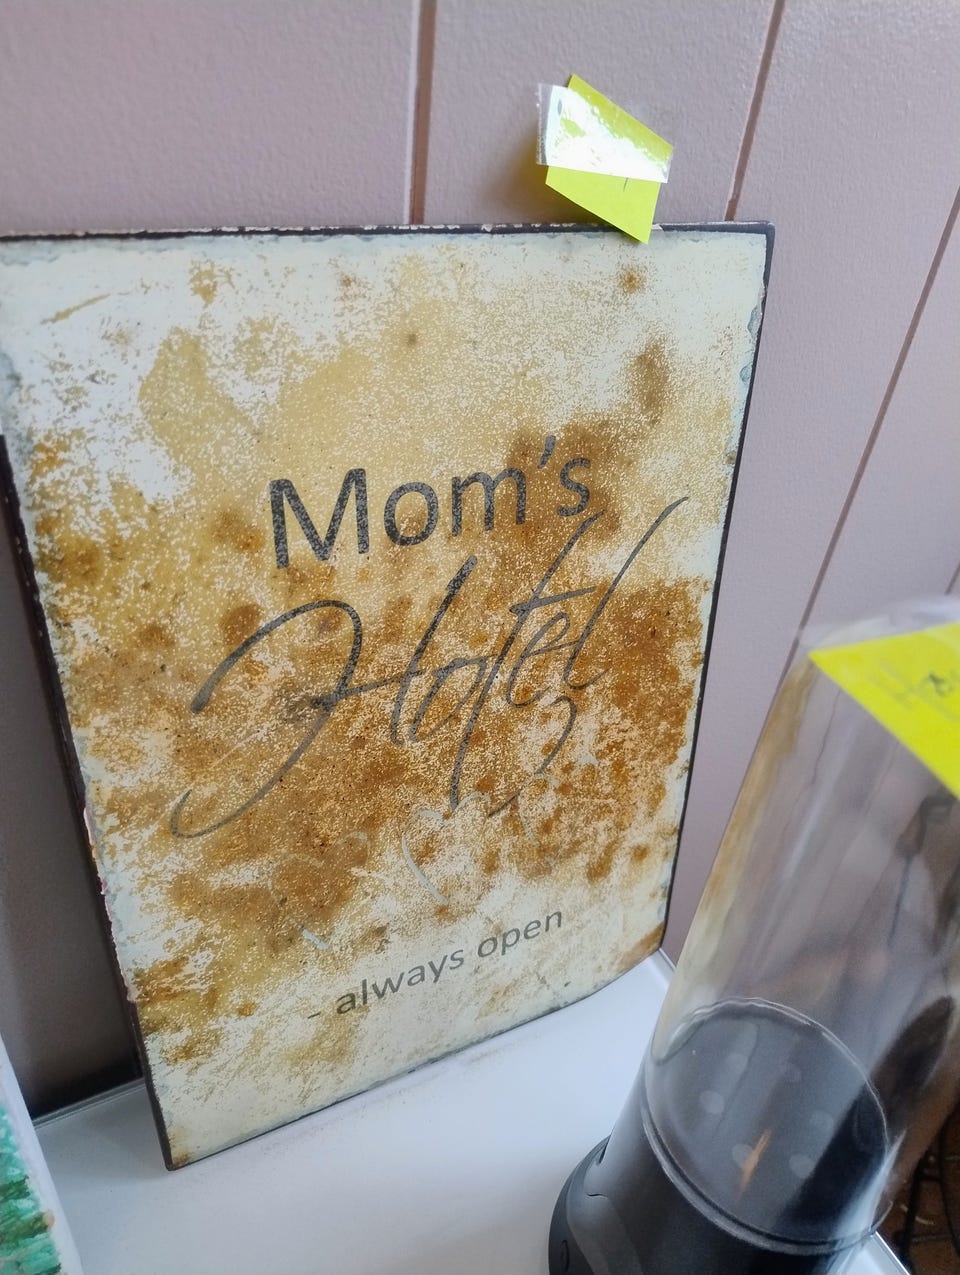 Mom's
Hotel
- always open